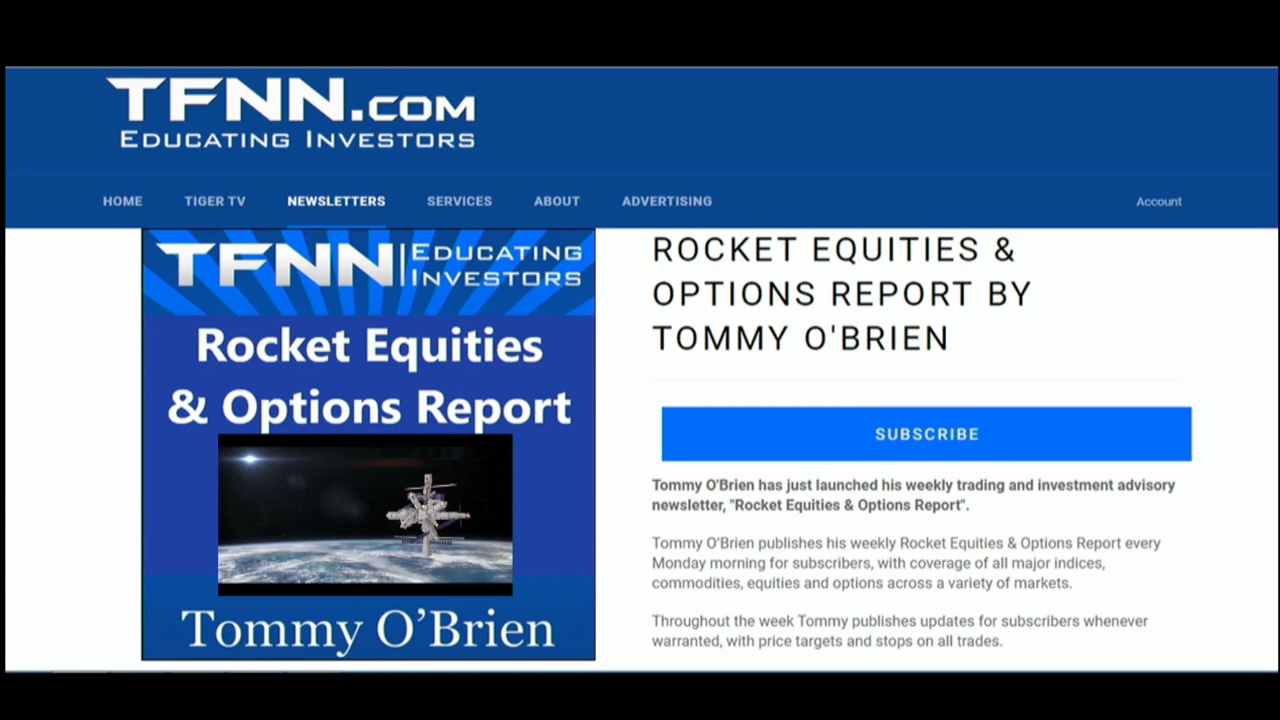 TFNN.COM
EDUCATING INVESTORS
HOME
TIGER TV
NEWSLETTERS
SERVICES
ABOUT
ADVERTISING
Account
TFNN | EDUCATING
INVESTORS
Rocket Equities
& Options Report
Tommy O’Brien
ROCKET EQUITIES &
OPTIONS REPORT BY
TOMMY O'BRIEN
SUBSCRIBE
Tommy O'Brien has just launched his weekly trading and investment advisory
newsletter, "Rocket Equities & Options Report".
Tommy O'Brien publishes his weekly Rocket Equities & Options Report every
Monday morning for subscribers, with coverage of all major indices,
commodities, equities and options across a variety of markets.
Throughout the week Tommy publishes updates for subscribers whenever
warranted, with price targets and stops on all trades.